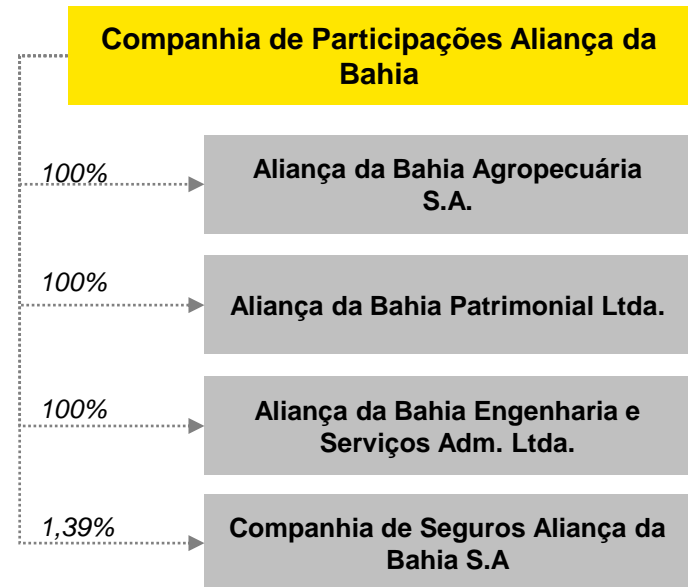 Companhia de Participações Aliança da
Bahia
100%
Aliança da Bahia Agropecuária
S.A.
100%
Aliança da Bahia Patrimonial Ltda.
100%
Aliança da Bahia Engenharia e
Serviços Adm. Ltda.
1,39%
Companhia de Seguros Aliança da
Bahia S.A